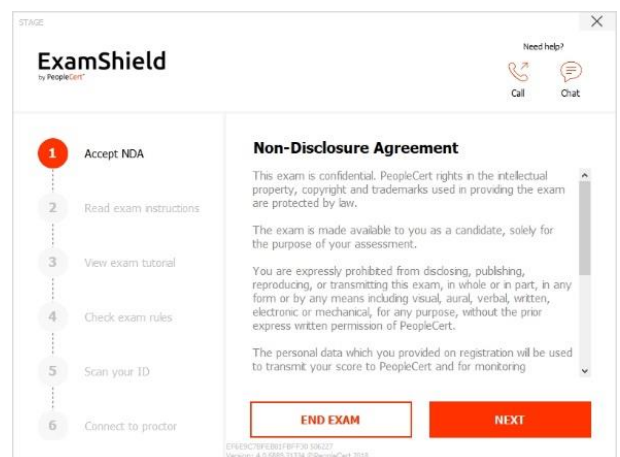 STAGE
ExamShield
by PeopleCert
Need help?
Call
Chat
1
Accept NDA
2
Read exam instructions
3
View exam tutorial
4
Check exam rules
5
Scan your ID
6
Connect to proctor
Non-Disclosure Agreement
This exam is confidential. PeopleCert rights in the intellectual
property, copyright and trademarks used in providing the exam
are protected by law.
The exam is made available to you as a candidate, solely for
the purpose of your assessment.
You are expressly prohibited from disclosing, publishing,
reproducing, or transmitting this exam, in whole or in part, in any
form or by any means including visual, aural, verbal, written,
electronic or mechanical, for any purpose, without the prior
express written permission of PeopleCert.
The personal data which you provided on registration will be used
to transmit your score to PeopleCert and for monitoring
END EXAM
NEXT